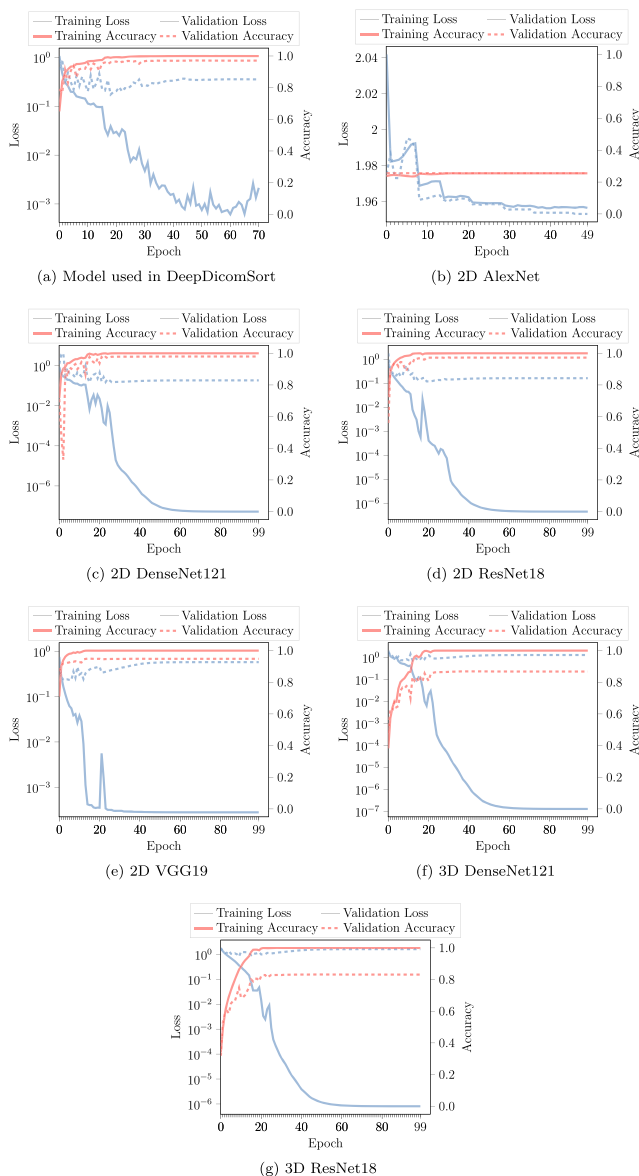 Training Loss Validation Loss
Training Accuracy Validation Accuracy
10^0
10^-1
10^-2
10^-3
Loss
1.0
0.8
0.6
0.4
0.2
0.0
Accuracy
0 10 20 30 40 50 60 70
Epoch
(a) Model used in DeepDicomSort
Training Loss Validation Loss
Training Accuracy Validation Accuracy
2.04
2.02
2
1.98
1.96
Loss
1.0
0.8
0.6
0.4
0.2
0.0
Accuracy
0 10 20 30 40 49
Epoch
(b) 2D AlexNet
Training Loss Validation Loss
Training Accuracy Validation Accuracy
10^0
10^-2
10^-4
10^-6
Loss
1.0
0.8
0.6
0.4
0.2
0.0
Accuracy
0 20 40 60 80 99
Epoch
(c) 2D DenseNet121
Training Loss Validation Loss
Training Accuracy Validation Accuracy
10^0
10^-1
10^-2
10^-3
10^-4
10^-5
10^-6
Loss
1.0
0.8
0.6
0.4
0.2
0.0
Accuracy
0 20 40 60 80 99
Epoch
(d) 2D ResNet18
Training Loss Validation Loss
Training Accuracy Validation Accuracy
10^0
10^-1
10^-2
10^-3
Loss
1.0
0.8
0.6
0.4
0.2
0.0
Accuracy
0 20 40 60 80 99
Epoch
(e) 2D VGG19
Training Loss Validation Loss
Training Accuracy Validation Accuracy
10^0
10^-1
10^-2
10^-3
10^-4
10^-5
10^-6
10^-7
Loss
1.0
0.8
0.6
0.4
0.2
0.0
Accuracy
0 20 40 60 80 99
Epoch
(f) 3D DenseNet121
Training Loss Validation Loss
Training Accuracy Validation Accuracy
10^0
10^-1
10^-2
10^-3
10^-4
10^-5
10^-6
Loss
1.0
0.8
0.6
0.4
0.2
0.0
Accuracy
0 20 40 60 80 99
Epoch
(g) 3D ResNet18